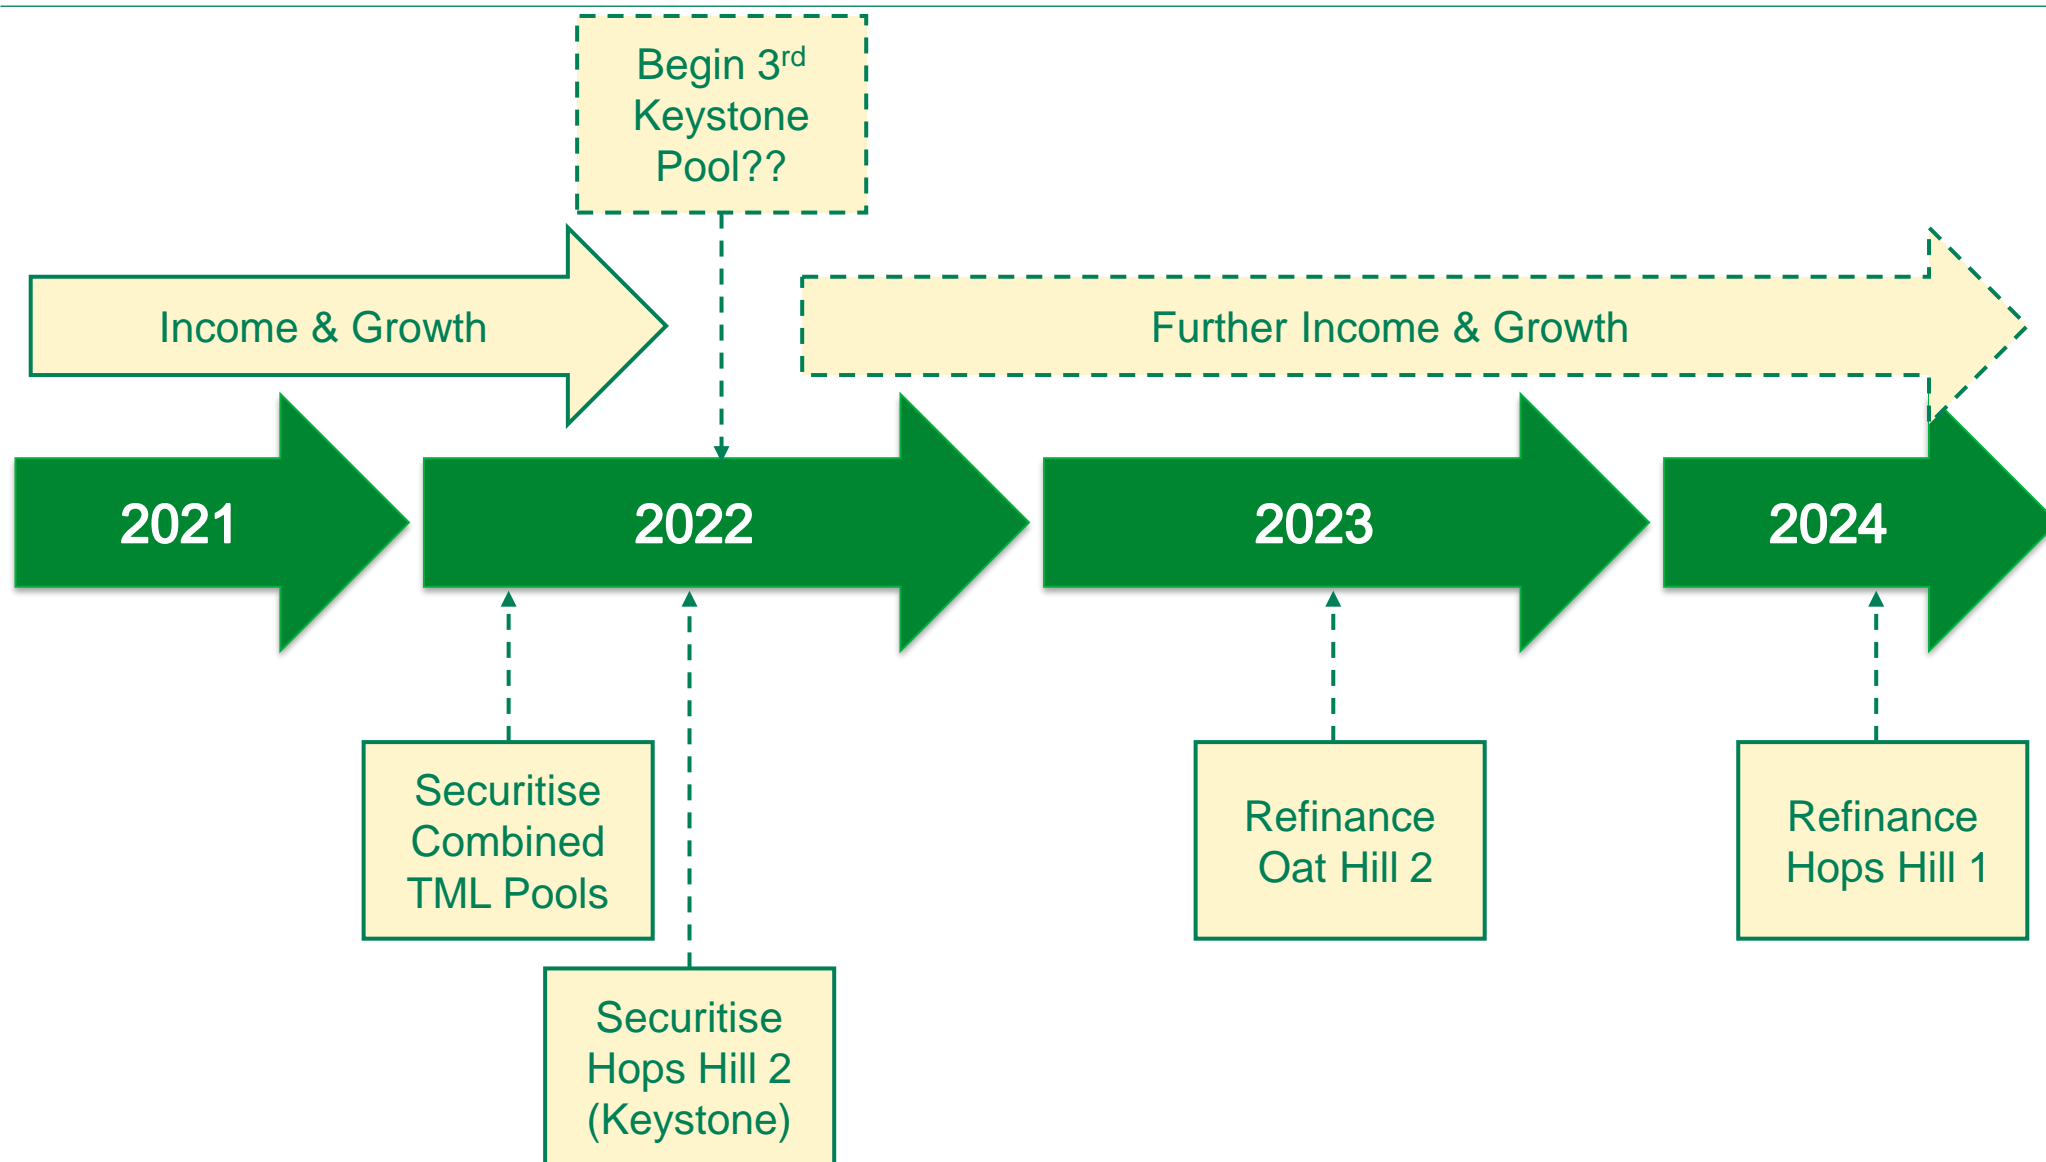 Begin 3rd
Keystone
Pool??
Income & Growth
Further Income & Growth
2021
2022
2023
2024
Securitise
Combined
TML Pools
Refinance
Oat Hill 2
Refinance
Hops Hill 1
Securitise
Hops Hill 2
(Keystone)